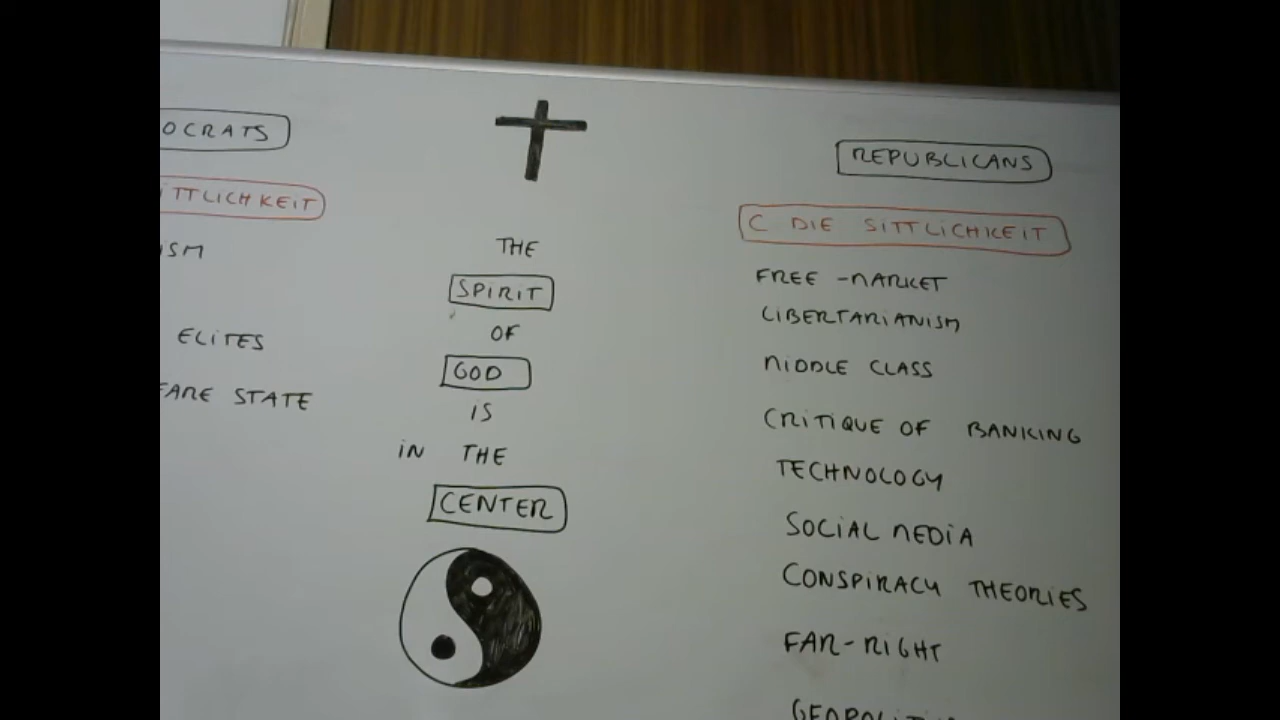 OCRATS
ITTLICHKEIT
ISM
ELITES
FARE STATE
THE
SPIRIT
OF
GOD
IS
IN THE
CENTER
REPUBLICANS
C DIE SITTLICHKEIT
FREE-MARKET
LIBERTARIANISM
MIDDLE CLASS
CRITIQUE OF BANKING
TECHNOLOGY
SOCIAL MEDIA
CONSPIRACY THEORIES
FAR-RIGHT